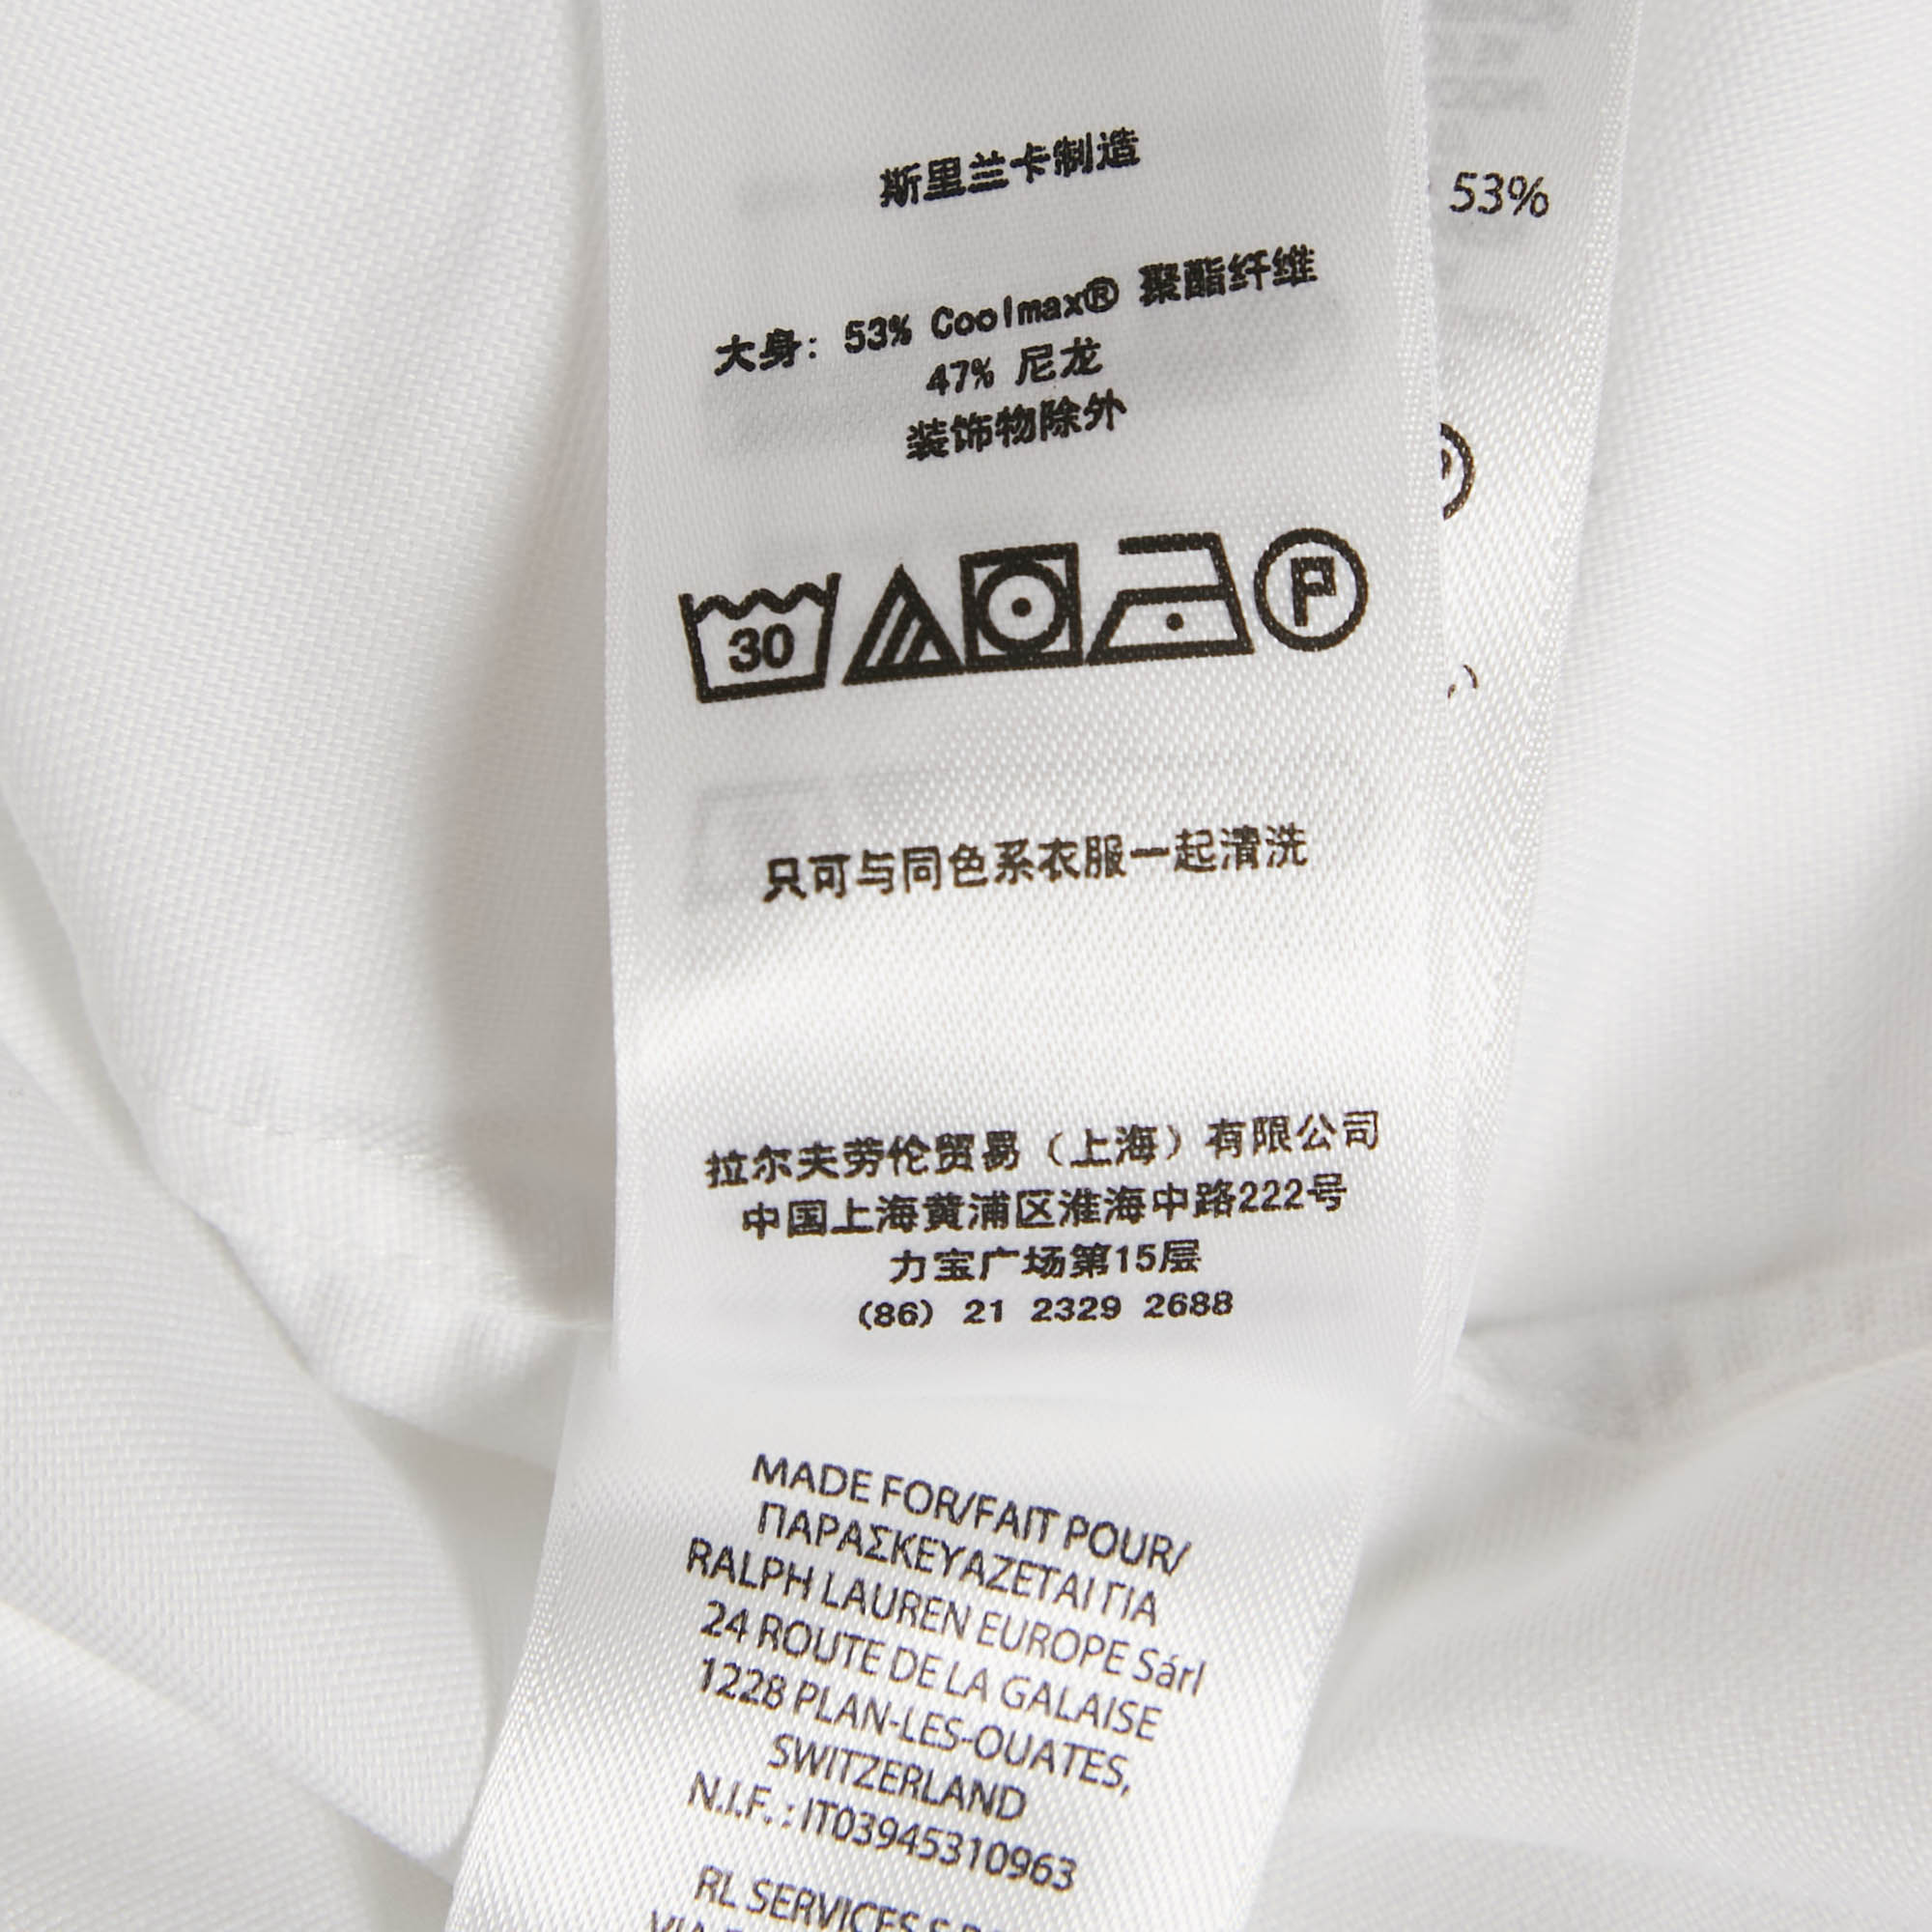 斯里兰卡制造
53%
大身: 53% Coolmax® 聚酯纤维
47% 尼龙
装饰物除外
30
P
只可与同色系衣服一起清洗
拉尔夫劳伦贸易（上海）有限公司
中国上海黄浦区淮海中路222号
力宝广场第15层
(86) 21 2329 2688
MADE FOR/FAIT POUR/
ΠΑΡΑΣΚΕΥΑΖΕΤΑΙ ΓΙΑ
RALPH LAUREN EUROPE Sárl
24 ROUTE DE LA GALAISE
1228 PLAN-LES-OUATES,
SWITZERLAND
N.I.F. : IT03945310963
RL SERVICES